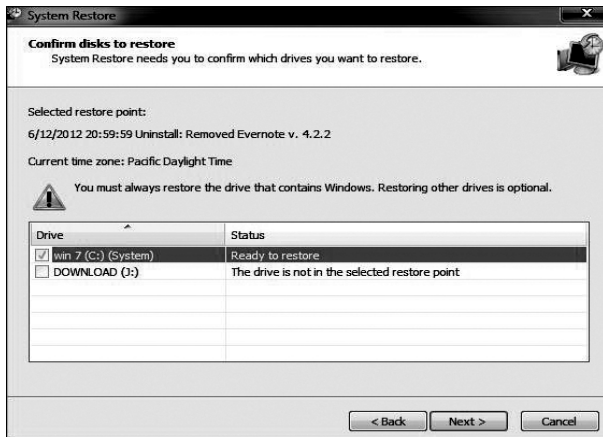 System Restore
Confirm disks to restore
System Restore needs you to confirm which drives you want to restore.
Selected restore point:
6/12/2012 20:59:59 Uninstall: Removed Evernote v. 4.2.2
Current time zone: Pacific Daylight Time
You must always restore the drive that contains Windows. Restoring other drives is optional.
Drive Status
win 7 (C:) (System) Ready to restore
DOWNLOAD (J:) The drive is not in the selected restore point
< Back Next > Cancel